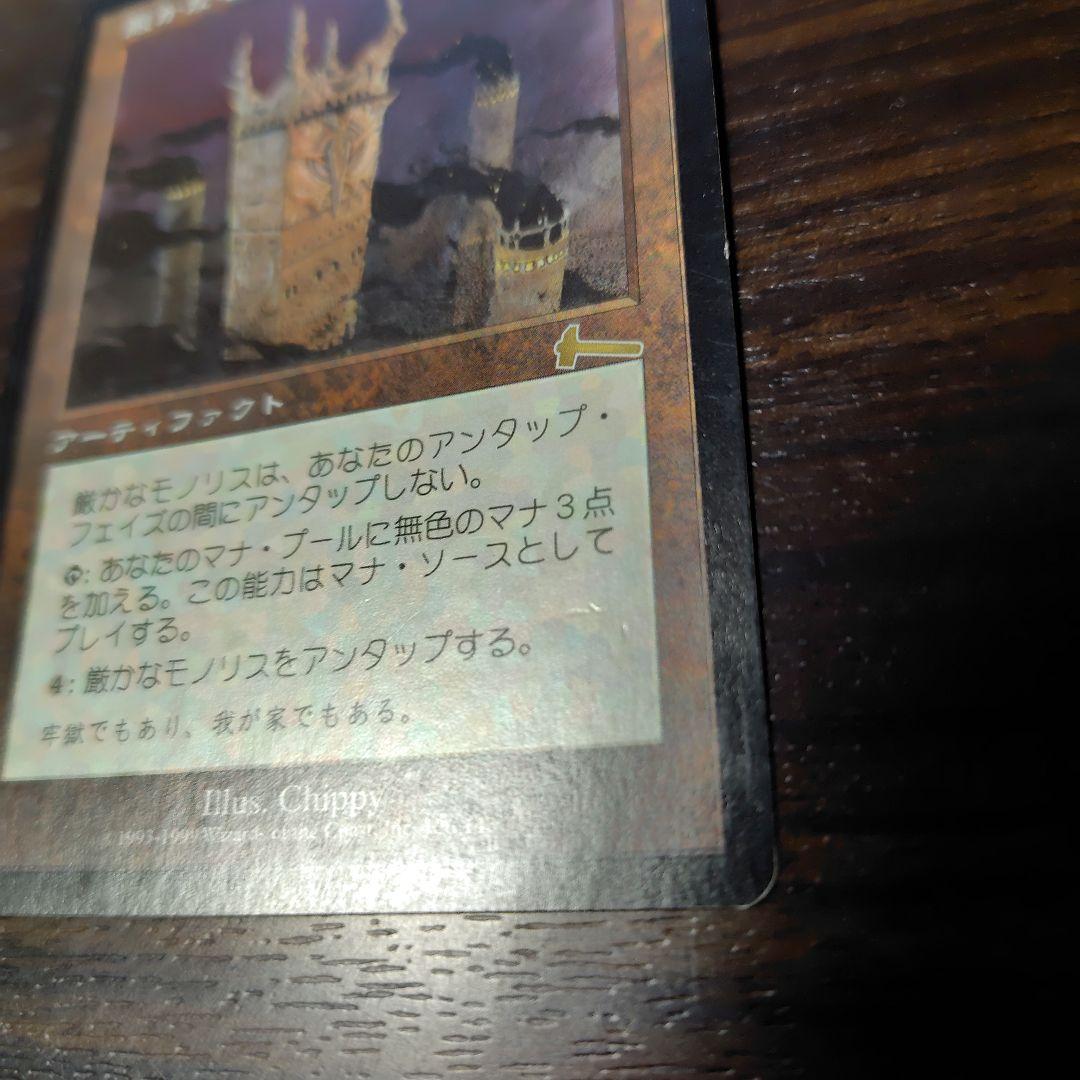 アーティファクト
厳かなモノリスは、あなたのアンタップ・
フェイズの間にアンタップしない。
: あなたのマナ・プールに無色のマナ3点
を加える。この能力はマナ・ソースとして
プレイする。
4: 厳かなモノリスをアンタップする。
牢獄でもあり、我が家でもある。
Illus. Chippy